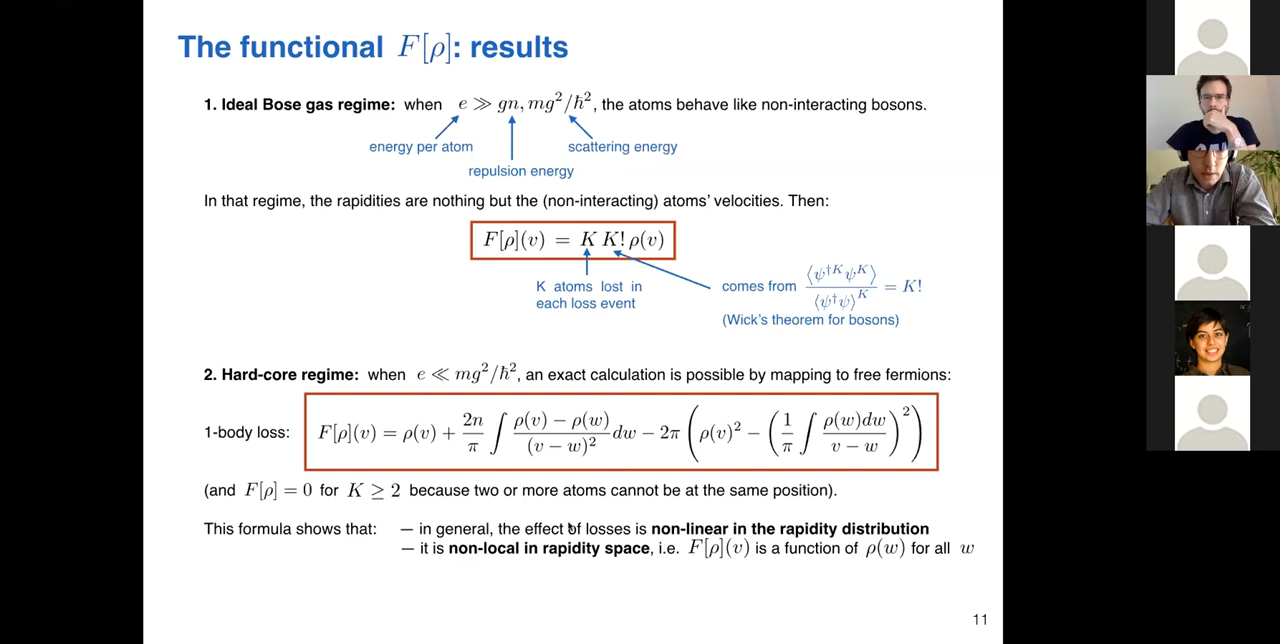 The functional F[ρ]: results
1. Ideal Bose gas regime: when e ≫ gn, mg²/ħ², the atoms behave like non-interacting bosons.
energy per atom
scattering energy
repulsion energy
In that regime, the rapidities are nothing but the (non-interacting) atoms' velocities. Then:
F[ρ](v) = K K! ρ(v)
K atoms lost in
each loss event
comes from ⟨ψ†ᴷ ψᴷ⟩ / ⟨ψ†ψ⟩ᴷ = K!
(Wick's theorem for bosons)
2. Hard-core regime: when e ≪ mg²/ħ², an exact calculation is possible by mapping to free fermions:
1-body loss: F[ρ](v) = ρ(v) + 2n/π ∫ (ρ(v) − ρ(w))/(v − w)² dw − 2π (ρ(v)² − (1/π ∫ ρ(w)dw/(v − w))²)
(and F[ρ] = 0 for K ≥ 2 because two or more atoms cannot be at the same position).
This formula shows that: — in general, the effect of losses is non-linear in the rapidity distribution
— it is non-local in rapidity space, i.e. F[ρ](v) is a function of ρ(w) for all w
11